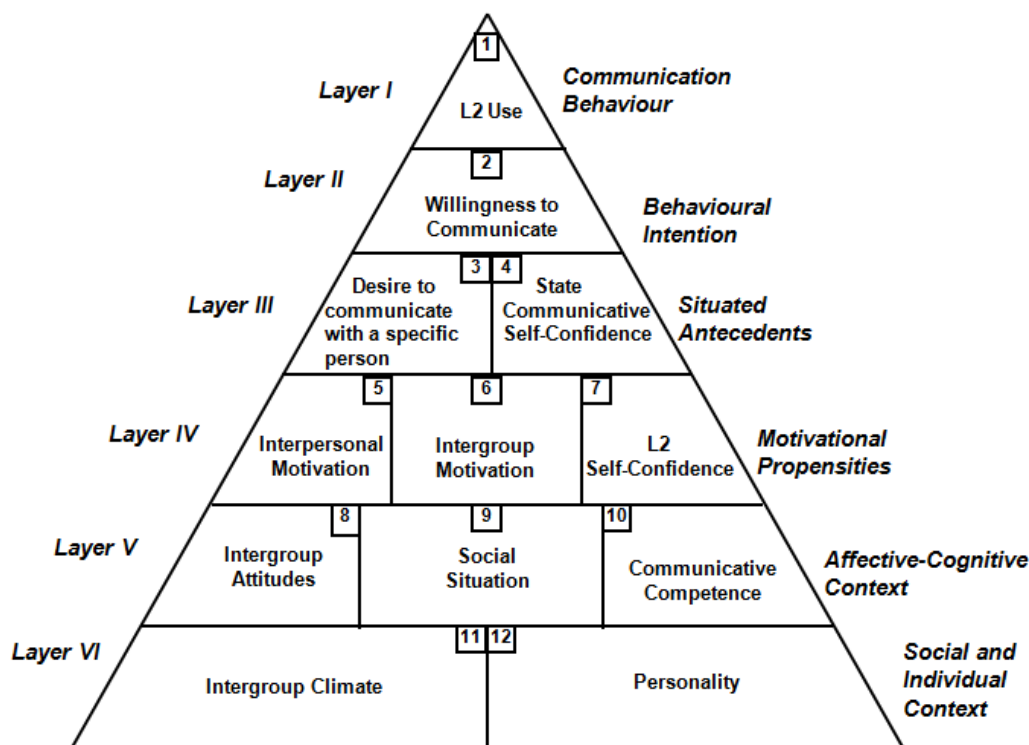 1
Layer I
Communication
Behaviour
L2 Use
2
Layer II
Willingness to
Communicate
Behavioural
Intention
3 4
Layer III
Desire to
communicate
with a specific
person
State
Communicative
Self-Confidence
Situated
Antecedents
5 6 7
Layer IV
Interpersonal
Motivation
Intergroup
Motivation
L2
Self-Confidence
Motivational
Propensities
8 9 10
Layer V
Intergroup
Attitudes
Social
Situation
Communicative
Competence
Affective-Cognitive
Context
11 12
Layer VI
Intergroup Climate
Personality
Social and
Individual
Context